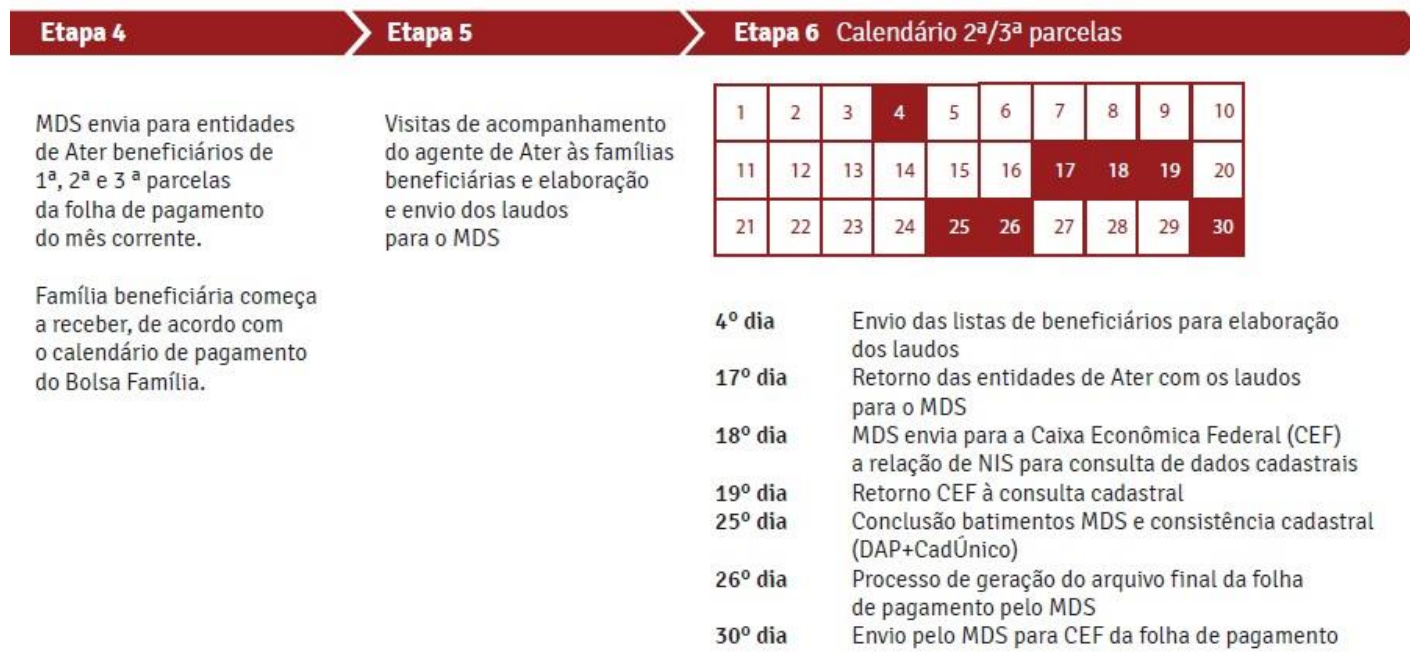 Etapa 4
Etapa 5
Etapa 6 Calendário 2ª/3ª parcelas
MDS envia para entidades
de Ater beneficiários de
1ª, 2ª e 3 ª parcelas
da folha de pagamento
do mês corrente.
Família beneficiária começa
a receber, de acordo com
o calendário de pagamento
do Bolsa Família.
Visitas de acompanhamento
do agente de Ater às famílias
beneficiárias e elaboração
e envio dos laudos
para o MDS
1 2 3 4 5 6 7 8 9 10
11 12 13 14 15 16 17 18 19 20
21 22 23 24 25 26 27 28 29 30
4º dia Envio das listas de beneficiários para elaboração
dos laudos
17º dia Retorno das entidades de Ater com os laudos
para o MDS
18º dia MDS envia para a Caixa Econômica Federal (CEF)
a relação de NIS para consulta de dados cadastrais
19º dia Retorno CEF à consulta cadastral
25º dia Conclusão batimentos MDS e consistência cadastral
(DAP+CadÚnico)
26º dia Processo de geração do arquivo final da folha
de pagamento pelo MDS
30º dia Envio pelo MDS para CEF da folha de pagamento